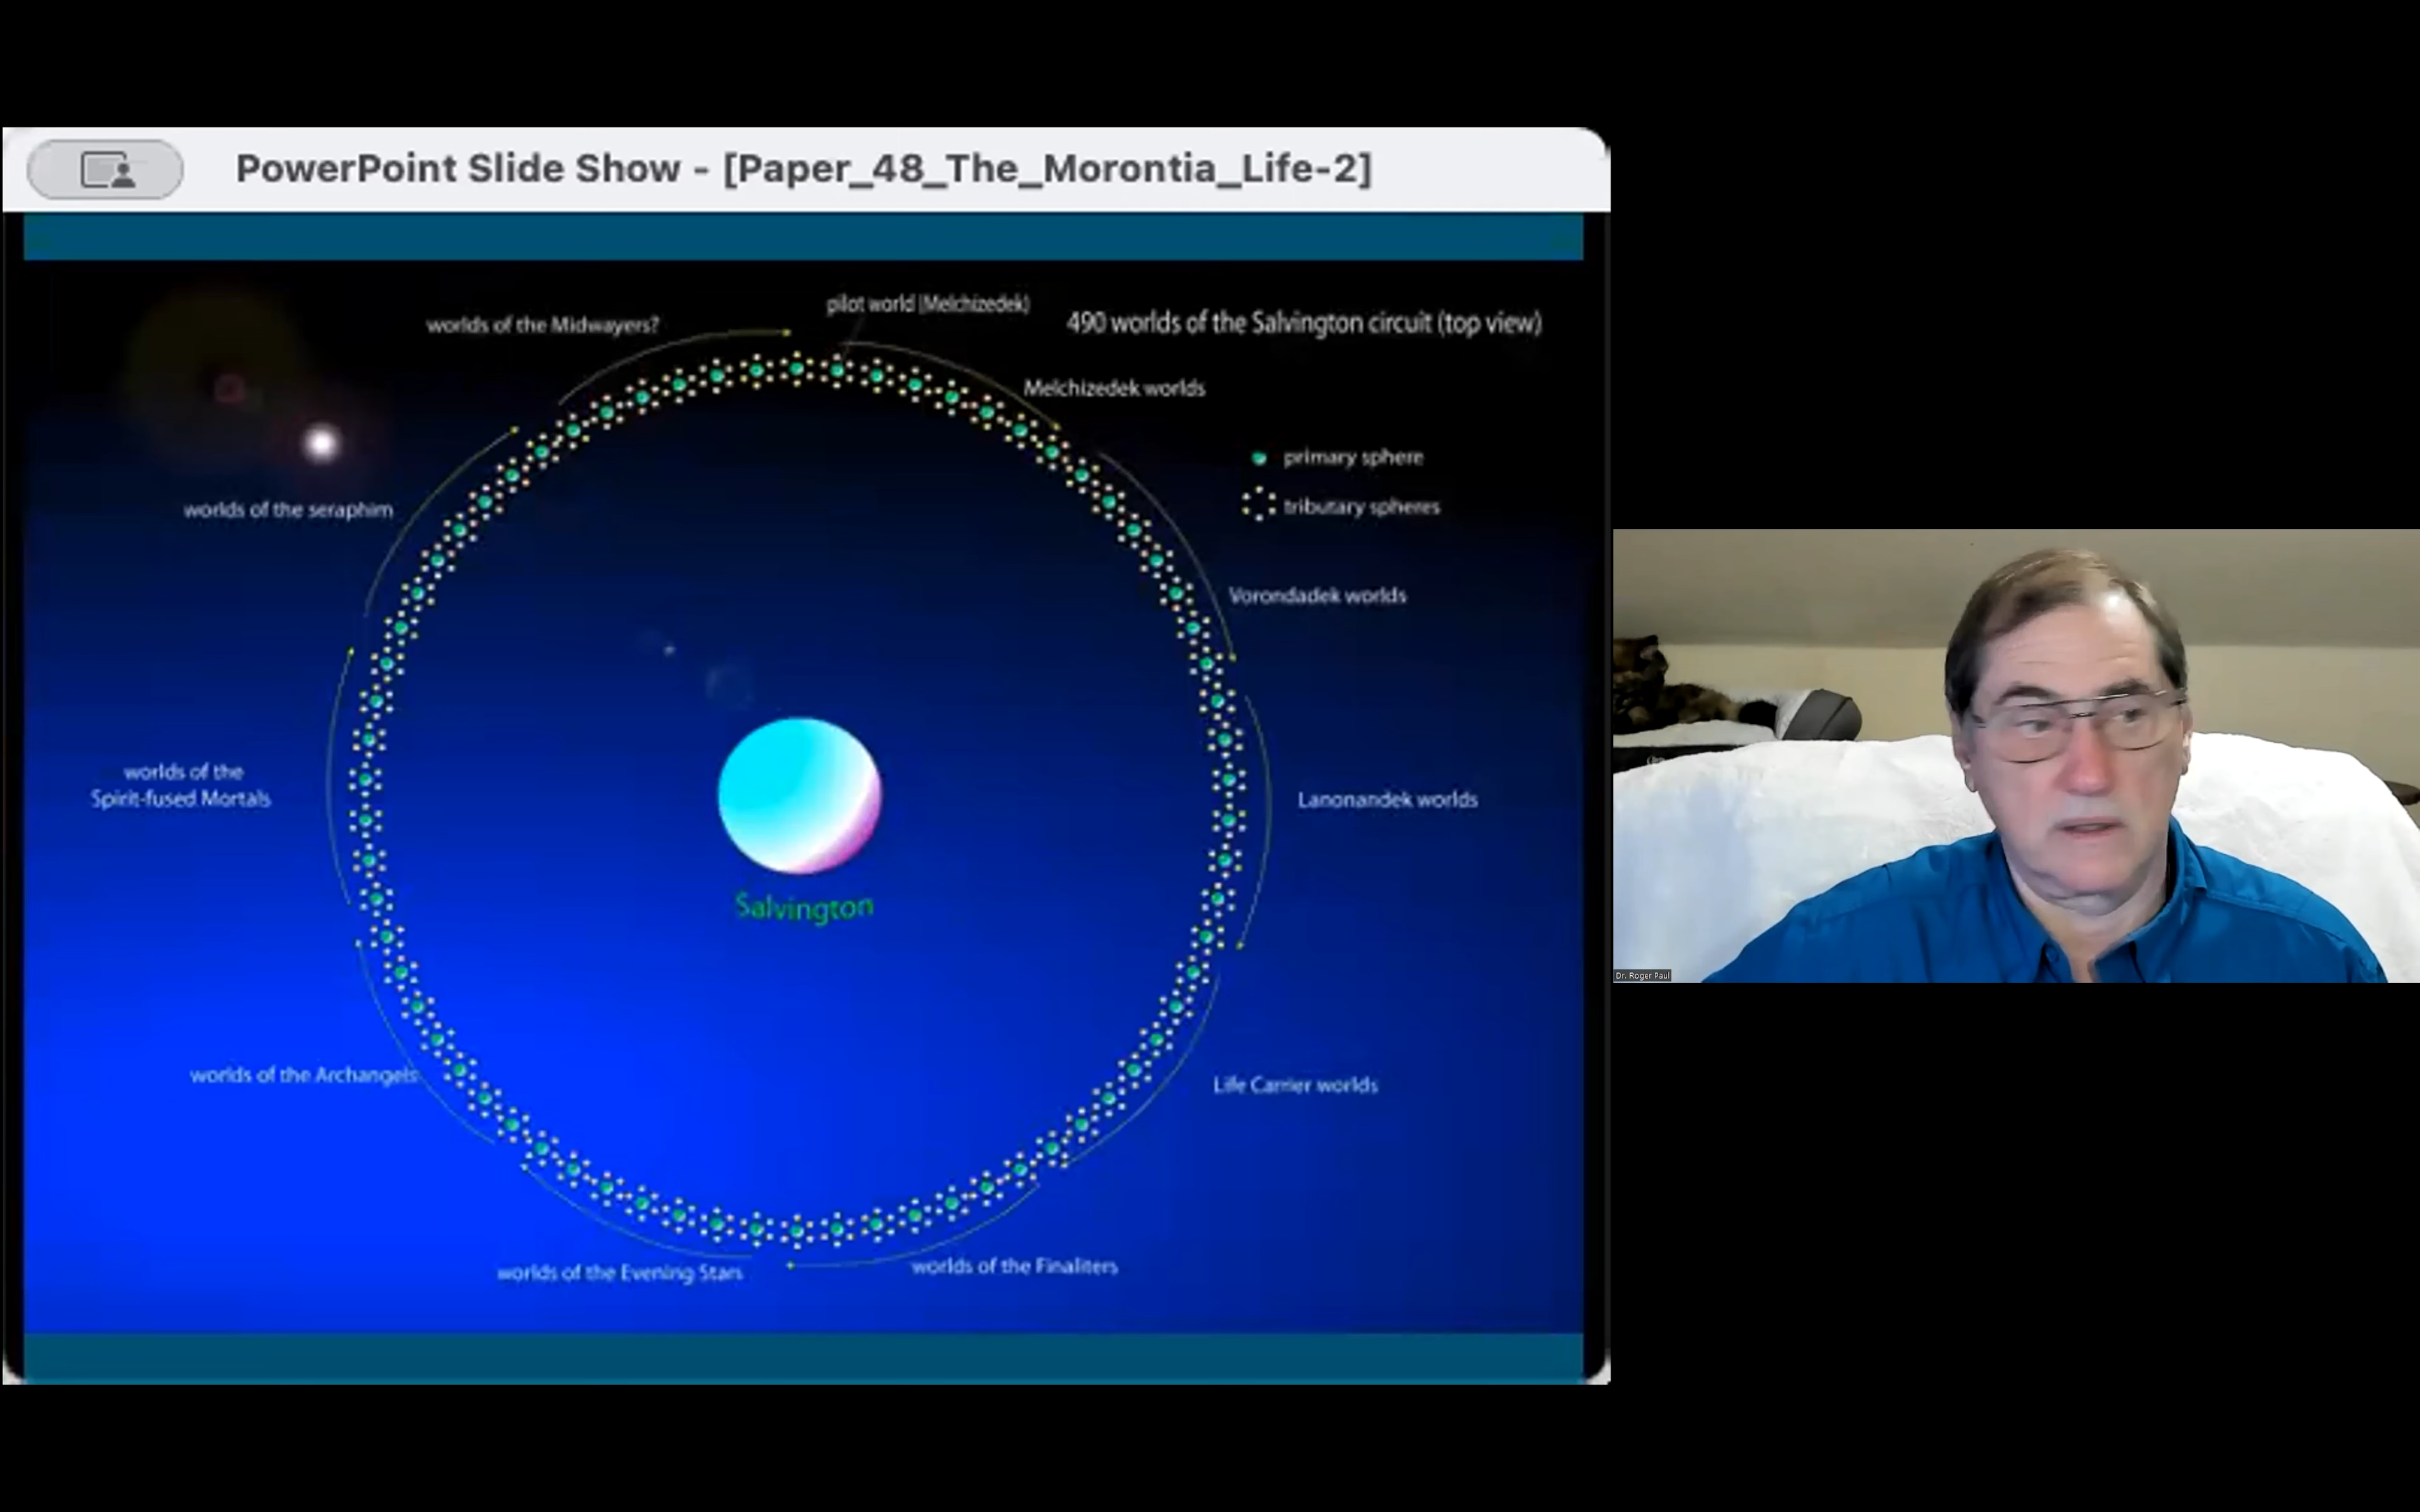 PowerPoint Slide Show - [Paper_48_The_Morontia_Life-2]
pilot world (Melchizedek)
worlds of the Midwayers?
490 worlds of the Salvington circuit (top view)
Melchizedek worlds
primary sphere
tributary spheres
worlds of the seraphim
Vorondadek worlds
worlds of the
Spirit-fused Mortals
Lanonandek worlds
Salvington
worlds of the Archangels
Life Carrier worlds
worlds of the Evening Stars
worlds of the Finaliters
Dr. Roger Paul